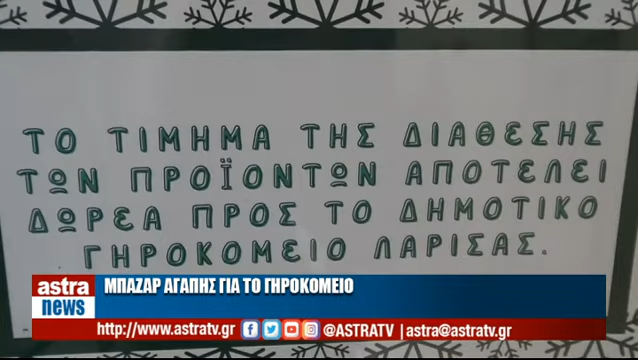 ΤΟ ΤΙΜΗΜΑ ΤΗΣ ΔΙΑΘΕΣΗΣ
ΤΩΝ ΠΡΟΪΟΝΤΩΝ ΑΠΟΤΕΛΕΙ
ΔΩΡΕΑ ΠΡΟΣ ΤΟ ΔΗΜΟΤΙΚΟ
ΓΗΡΟΚΟΜΕΙΟ ΛΑΡΙΣΑΣ.
astra
news
ΜΠΑΖΑΡ ΑΓΑΠΗΣ ΓΙΑ ΤΟ ΓΗΡΟΚΟΜΕΙΟ
http://www.astratv.gr @ASTRATV | astra@astratv.gr